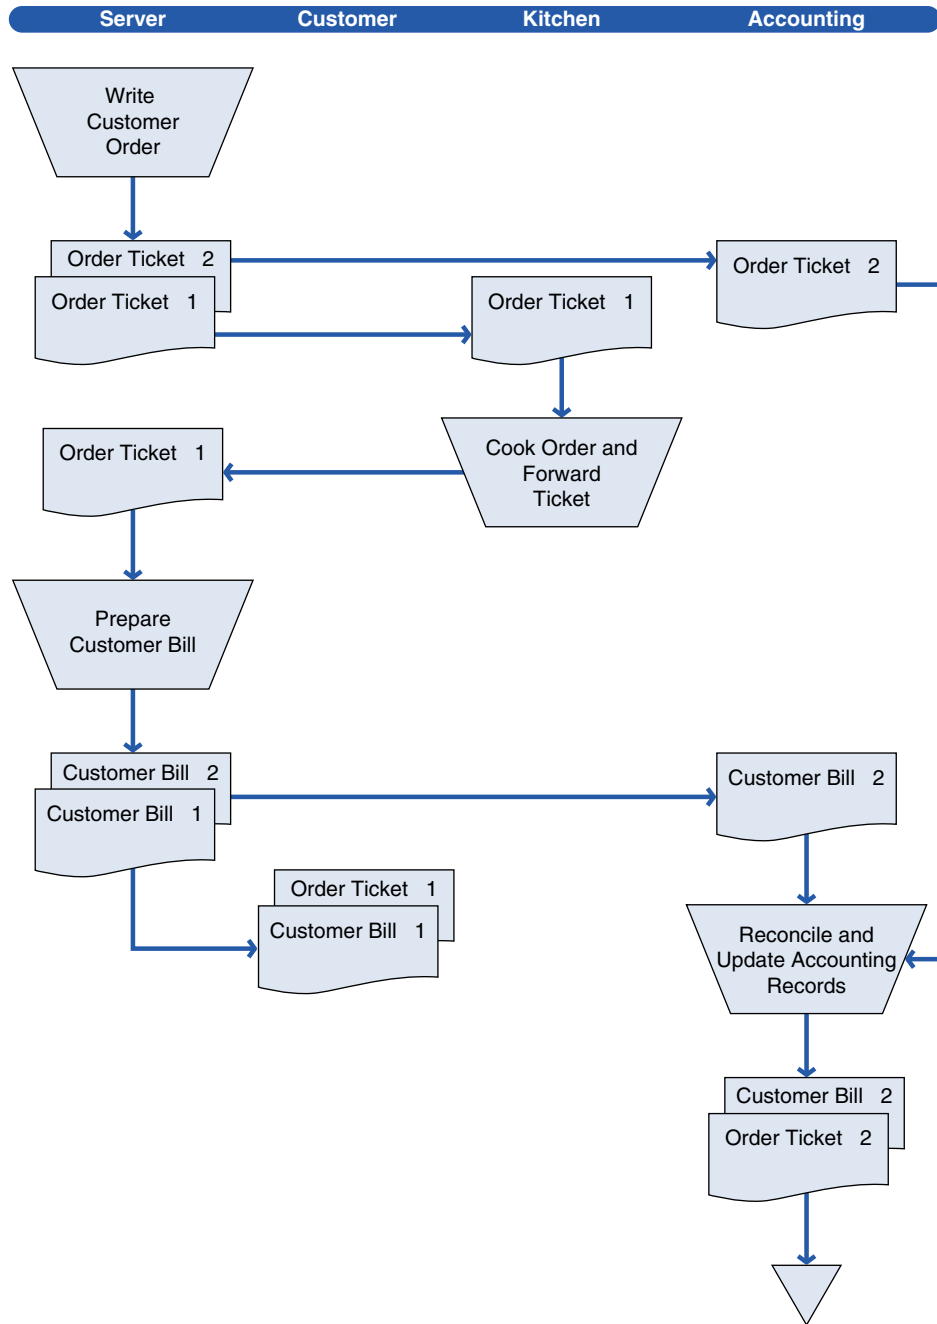 Server Customer Kitchen Accounting
Write
Customer
Order
Order Ticket 2
Order Ticket 1
Order Ticket 1
Order Ticket 2
Cook Order and
Forward
Ticket
Order Ticket 1
Prepare
Customer Bill
Customer Bill 2
Customer Bill 1
Customer Bill 2
Order Ticket 1
Customer Bill 1
Reconcile and
Update Accounting
Records
Customer Bill 2
Order Ticket 2